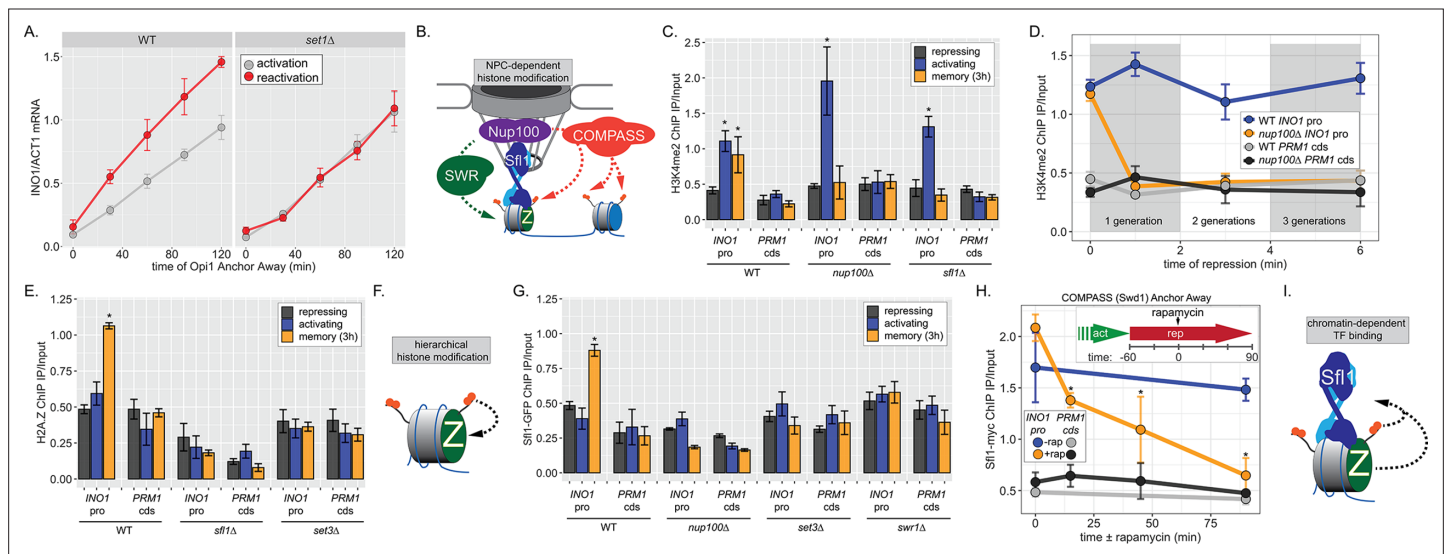 A.
WT
set1Δ
activation
reactivation
INO1/ACT1 mRNA
1.5
1.0
0.5
0.0
0 40 80 120 0 40 80 120
time of Opi1 Anchor Away (min)
B.
NPC-dependent
histone modification
Nup100
COMPASS
Sfl1
SWR
Z
C.
repressing
activating
memory (3h)
H3K4me2 ChIP IP/Input
2.5
2.0
1.5
1.0
0.5
0.0
* * * *
INO1 PRM1 INO1 PRM1 INO1 PRM1
pro cds pro cds pro cds
WT nup100Δ sfl1Δ
D.
H3K4me2 ChIP IP/Input
1.5
1.0
0.5
0.0
WT INO1 pro
nup100Δ INO1 pro
WT PRM1 cds
nup100Δ PRM1 cds
1 generation 2 generations 3 generations
0 2 4 6
time of repression (min)
E.
repressing
activating
memory (3h)
H2A.Z ChIP IP/Input
1.25
1.00
0.75
0.50
0.25
0.00
*
INO1 PRM1 INO1 PRM1 INO1 PRM1
pro cds pro cds pro cds
WT sfl1Δ set3Δ
F.
hierarchical
histone modification
Z
G.
repressing
activating
memory (3h)
Sfl1-GFP ChIP IP/Input
1.25
1.00
0.75
0.50
0.25
0.00
*
INO1 PRM1 INO1 PRM1 INO1 PRM1 INO1 PRM1
pro cds pro cds pro cds pro cds
WT nup100Δ set3Δ swr1Δ
H.
COMPASS (Swd1) Anchor Away
rapamycin
act rep
time: -60 0 90
Sfl1-myc ChIP IP/Input
2.0
1.5
1.0
0.5
* * *
INO1 PRM1
pro cds
-rap
+rap
0 25 50 75
time ± rapamycin (min)
I.
chromatin-dependent
TF binding
Sfl1
Z